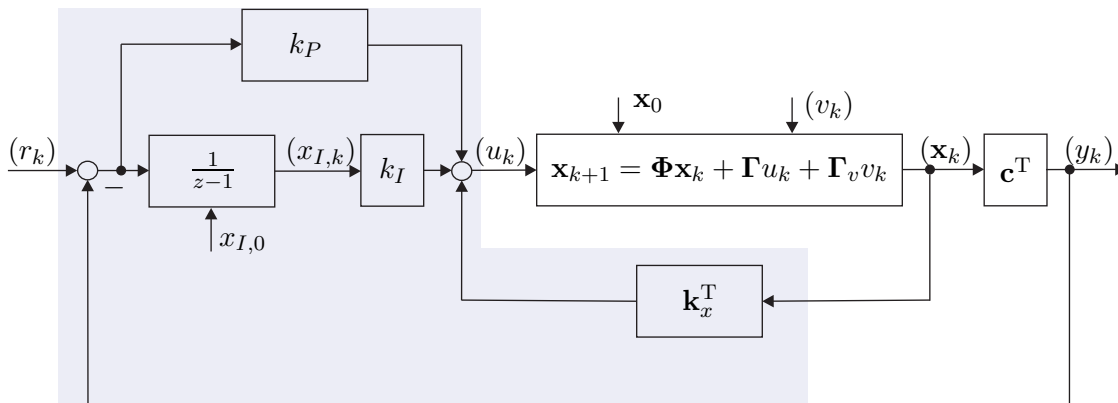 k_P
x_0
(v_k)
(r_k)
1/(z−1)
(x_{I,k})
k_I
(u_k)
x_{k+1} = Φx_k + Γu_k + Γ_v v_k
(x_k)
c^T
(y_k)
−
x_{I,0}
k_x^T